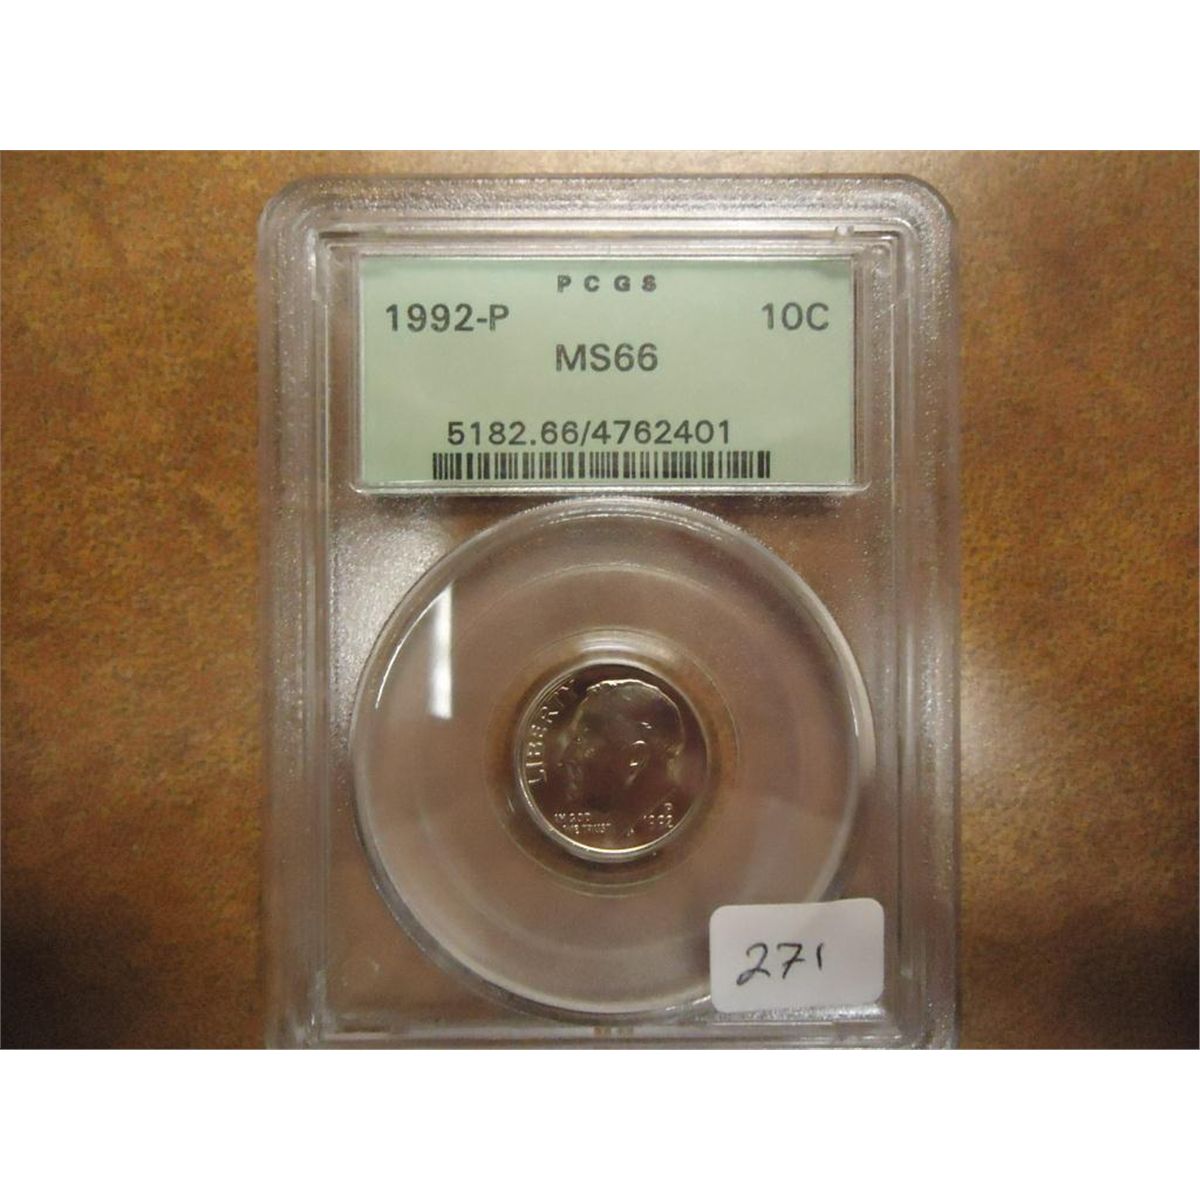 PCGS
1992-P 10C
MS66
5182.66/4762401
LIBERTY
IN GOD
WE TRUST
P
1992
271